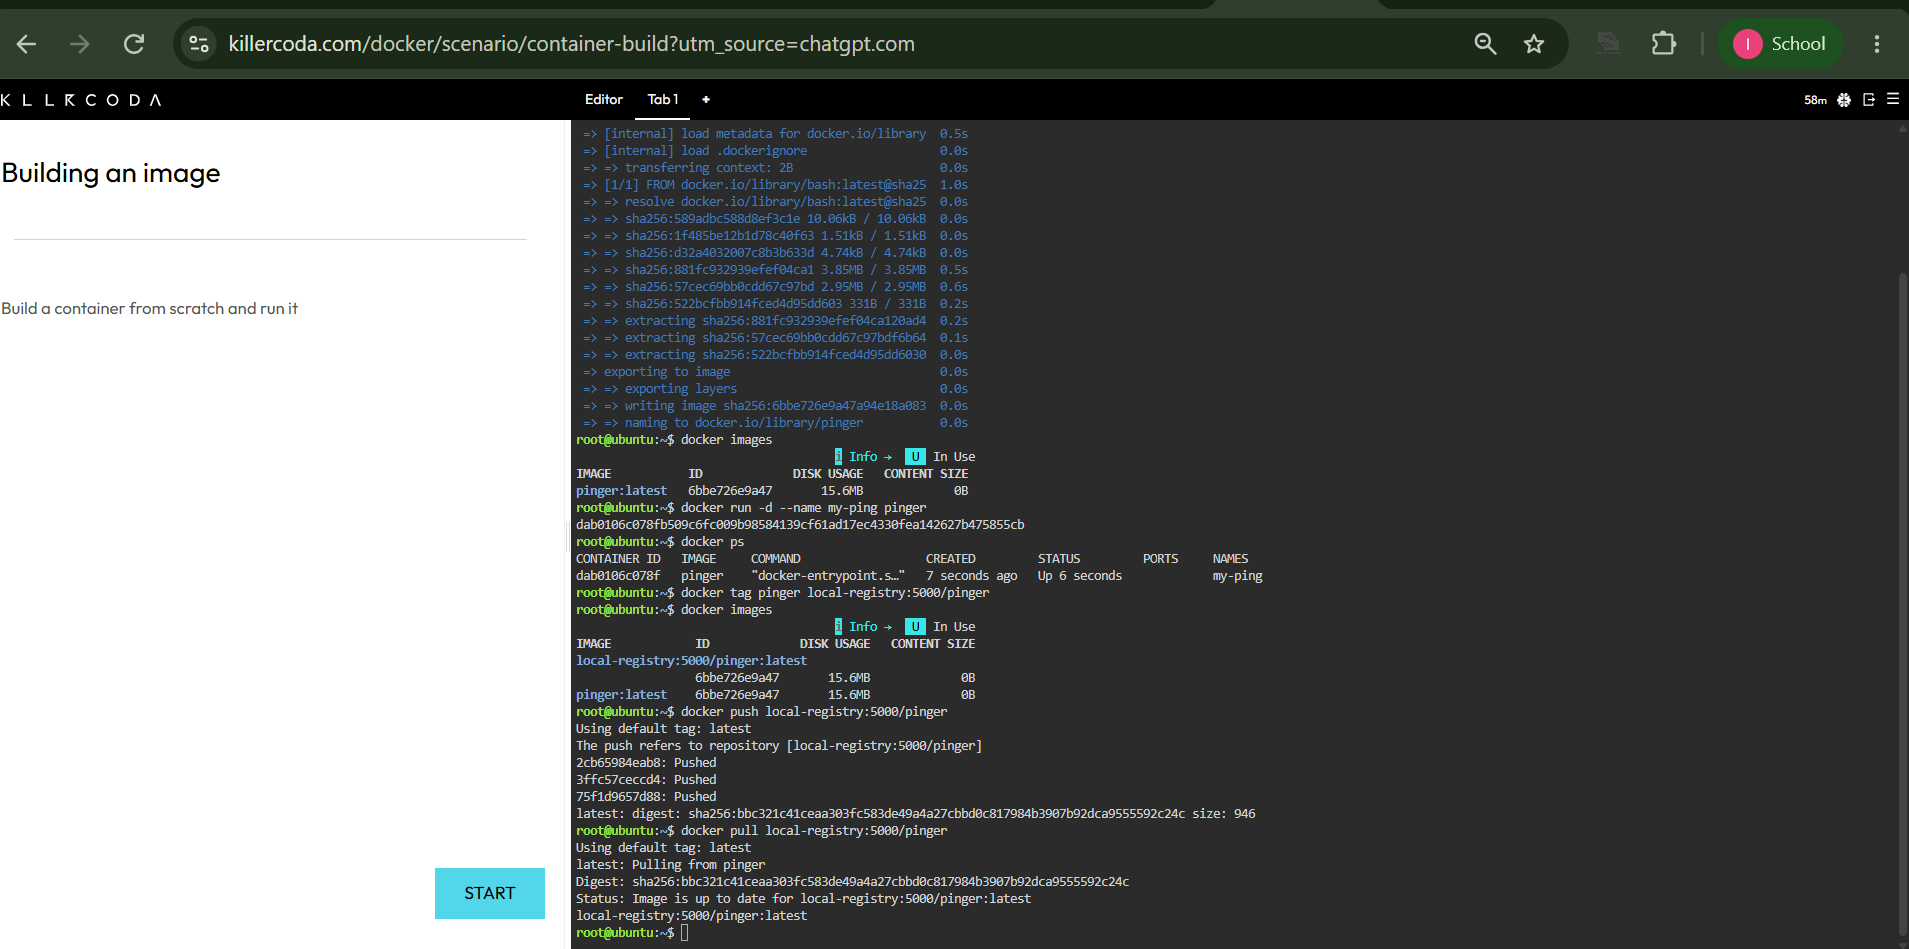 killercoda.com/docker/scenario/container-build?utm_source=chatgpt.com
I School
KLLRCODA
Editor Tab 1 +
58m
Building an image
Build a container from scratch and run it
START
=> [internal] load metadata for docker.io/library 0.5s
=> [internal] load .dockerignore 0.0s
=> => transferring context: 2B 0.0s
=> [1/1] FROM docker.io/library/bash:latest@sha25 1.0s
=> => resolve docker.io/library/bash:latest@sha25 0.0s
=> => sha256:589adbc588d8ef3c1e 10.06kB / 10.06kB 0.0s
=> => sha256:1f485be12b1d78c40f63 1.51kB / 1.51kB 0.0s
=> => sha256:d32a4032007c8b3b633d 4.74kB / 4.74kB 0.0s
=> => sha256:881fc932939efef04ca1 3.85MB / 3.85MB 0.5s
=> => sha256:57cec69bb0cdd67c97bd 2.95MB / 2.95MB 0.6s
=> => sha256:522bcfbb914fced4d95dd603 331B / 331B 0.2s
=> => extracting sha256:881fc932939efef04ca120ad4 0.2s
=> => extracting sha256:57cec69bb0cdd67c97bdf6b64 0.1s
=> => extracting sha256:522bcfbb914fced4d95dd6030 0.0s
=> exporting to image 0.0s
=> => exporting layers 0.0s
=> => writing image sha256:6bbe726e9a47a94e18a083 0.0s
=> => naming to docker.io/library/pinger 0.0s
root@ubuntu:~$ docker images
i Info → U In Use
IMAGE ID DISK USAGE CONTENT SIZE
pinger:latest 6bbe726e9a47 15.6MB 0B
root@ubuntu:~$ docker run -d --name my-ping pinger
dab0106c078fb509c6fc009b98584139cf61ad17ec4330fea142627b475855cb
root@ubuntu:~$ docker ps
CONTAINER ID IMAGE COMMAND CREATED STATUS PORTS NAMES
dab0106c078f pinger "docker-entrypoint.s…" 7 seconds ago Up 6 seconds my-ping
root@ubuntu:~$ docker tag pinger local-registry:5000/pinger
root@ubuntu:~$ docker images
i Info → U In Use
IMAGE ID DISK USAGE CONTENT SIZE
local-registry:5000/pinger:latest
6bbe726e9a47 15.6MB 0B
pinger:latest 6bbe726e9a47 15.6MB 0B
root@ubuntu:~$ docker push local-registry:5000/pinger
Using default tag: latest
The push refers to repository [local-registry:5000/pinger]
2cb65984eab8: Pushed
3ffc57ceccd4: Pushed
75f1d9657d88: Pushed
latest: digest: sha256:bbc321c41ceaa303fc583de49a4a27cbbd0c817984b3907b92dca9555592c24c size: 946
root@ubuntu:~$ docker pull local-registry:5000/pinger
Using default tag: latest
latest: Pulling from pinger
Digest: sha256:bbc321c41ceaa303fc583de49a4a27cbbd0c817984b3907b92dca9555592c24c
Status: Image is up to date for local-registry:5000/pinger:latest
local-registry:5000/pinger:latest
root@ubuntu:~$